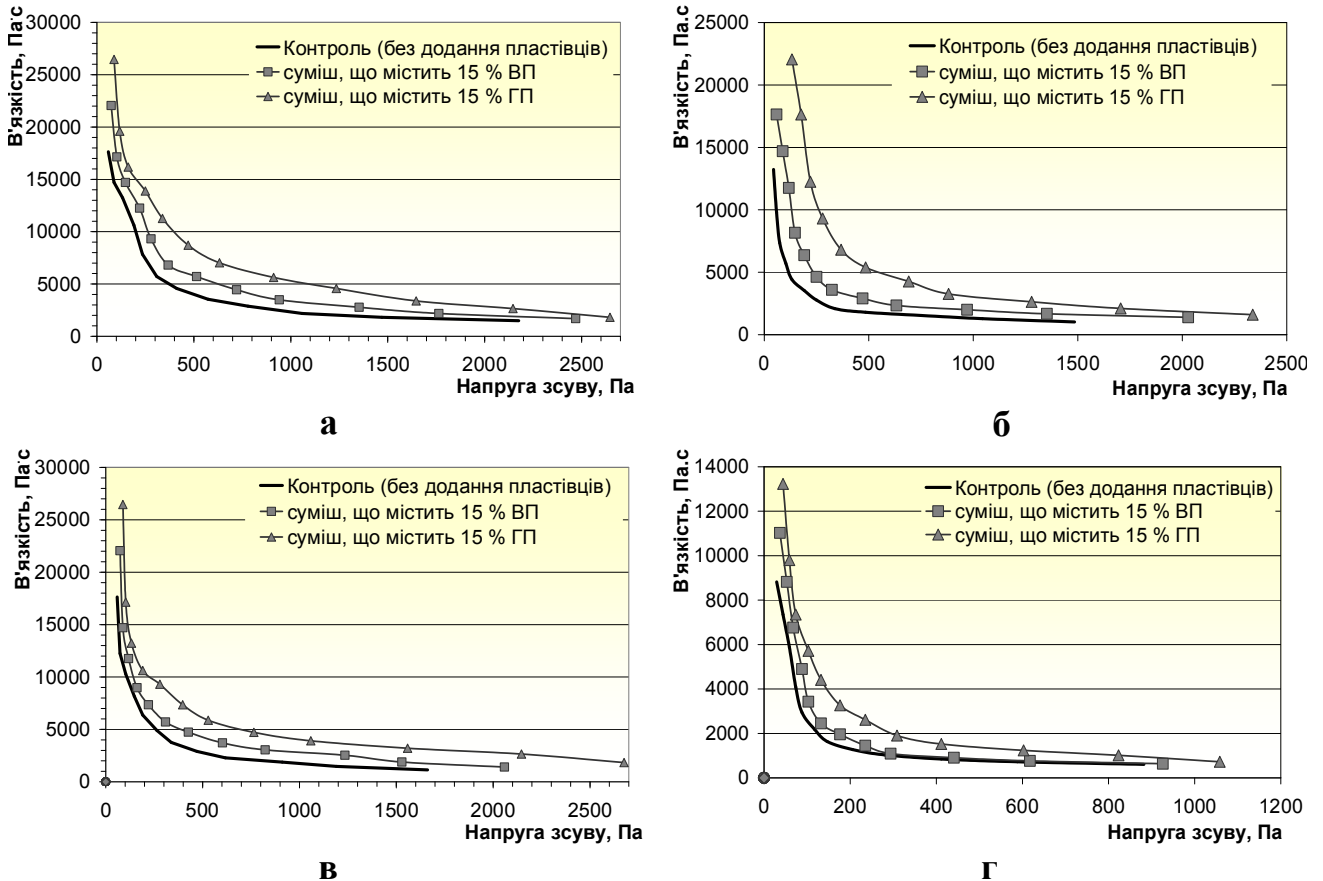 В'язкість, Па·с
30000
25000
20000
15000
10000
5000
0
Контроль (без додання пластівців)
суміш, що містить 15 % ВП
суміш, що містить 15 % ГП
0 500 1000 1500 2000 2500
Напруга зсуву, Па
а
В'язкість, Па.с
25000
20000
15000
10000
5000
0
Контроль (без додання пластівців)
суміш, що містить 15 % ВП
суміш, що містить 15 % ГП
0 500 1000 1500 2000 2500
Напруга зсуву, Па
б
В'язкість, Па·с
30000
25000
20000
15000
10000
5000
0
Контроль (без додання пластівців)
суміш, що містить 15 % ВП
суміш, що містить 15 % ГП
0 500 1000 1500 2000 2500
Напруга зсуву, Па
в
В'язкість, Па.с
14000
12000
10000
8000
6000
4000
2000
0
Контроль (без додання пластівців)
суміш, що містить 15 % ВП
суміш, що містить 15 % ГП
0 200 400 600 800 1000 1200
Напруга зсуву, Па
г